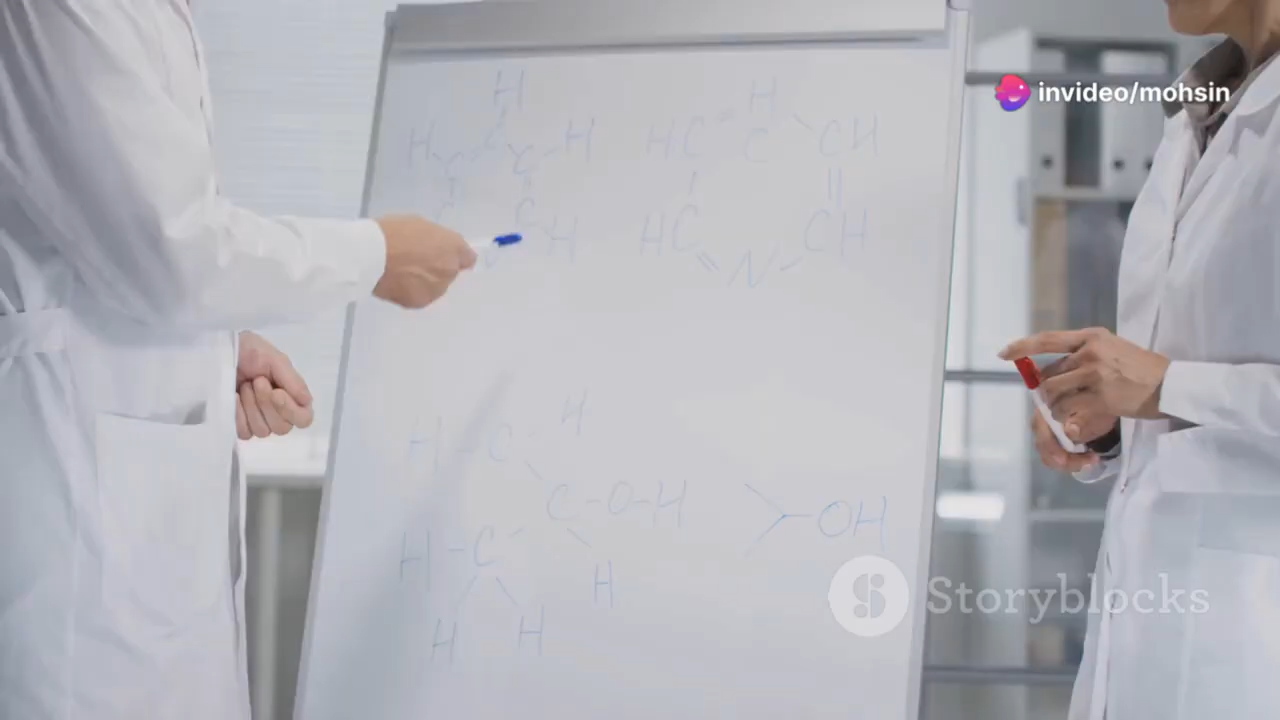 invideo/mohsin
H H
H C C H HC C CH
C C H HC N CH
H C H
C-O-H OH
H-C H
H H
Storyblocks